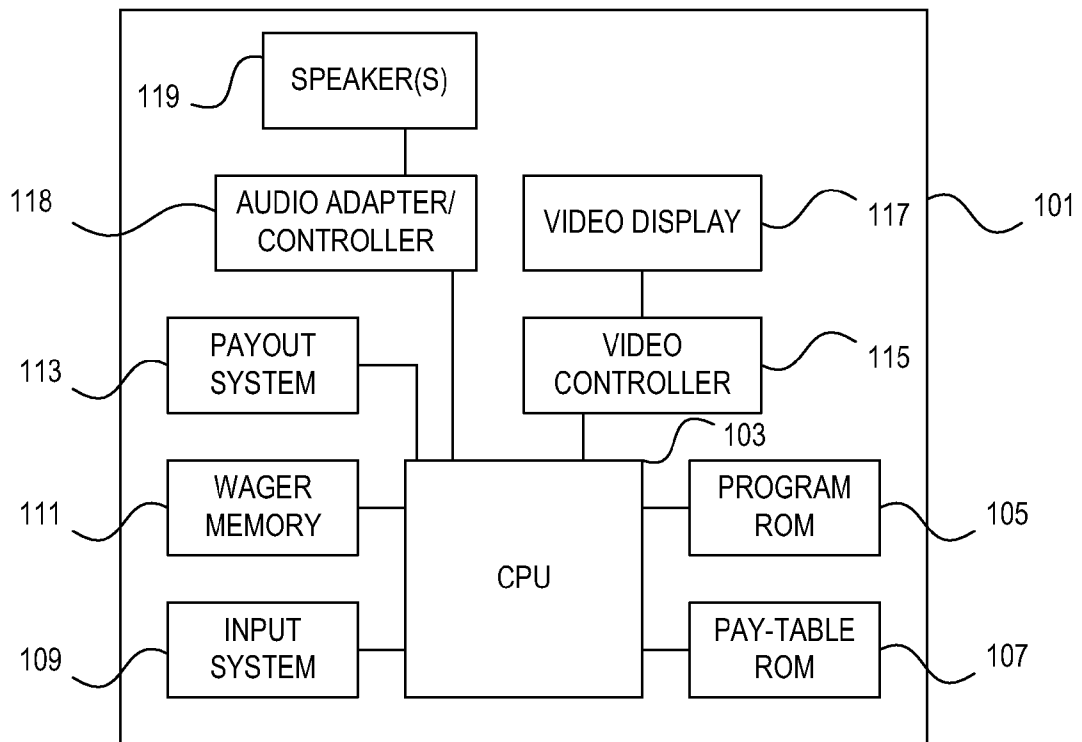 SPEAKER(S)
119
118
AUDIO ADAPTER/
CONTROLLER
VIDEO DISPLAY
117
101
113
PAYOUT
SYSTEM
VIDEO
CONTROLLER
115
103
111
WAGER
MEMORY
CPU
PROGRAM
ROM
105
109
INPUT
SYSTEM
PAY-TABLE
ROM
107